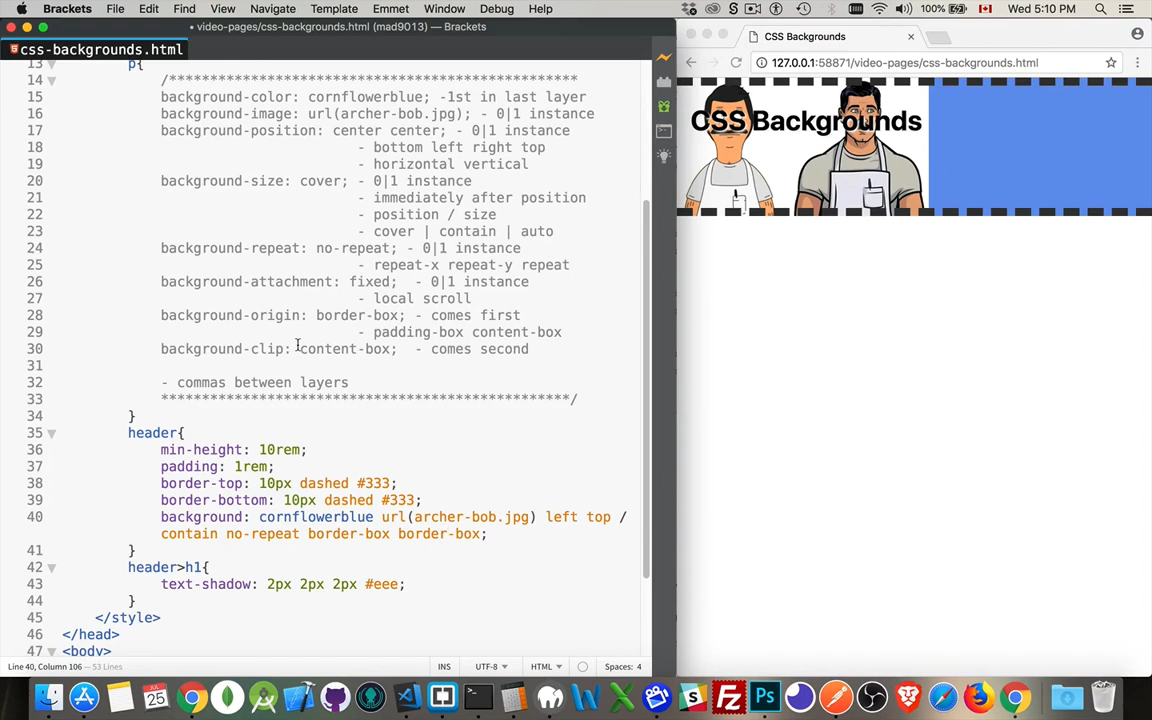 Brackets File Edit Find View Navigate Template Emmet Window Debug Help 100% Wed 5:10 PM
• video-pages/css-backgrounds.html (mad9013) — Brackets
css-backgrounds.html
CSS Backgrounds
127.0.0.1:58871/video-pages/css-backgrounds.html
13 p{
14 /**************************************************
15 background-color: cornflowerblue; -1st in last layer
16 background-image: url(archer-bob.jpg); - 0|1 instance
17 background-position: center center; - 0|1 instance
18 - bottom left right top
19 - horizontal vertical
20 background-size: cover; - 0|1 instance
21 - immediately after position
22 - position / size
23 - cover | contain | auto
24 background-repeat: no-repeat; - 0|1 instance
25 - repeat-x repeat-y repeat
26 background-attachment: fixed; - 0|1 instance
27 - local scroll
28 background-origin: border-box; - comes first
29 - padding-box content-box
30 background-clip: content-box; - comes second
31
32 - commas between layers
33 **************************************************/
34 }
35 header{
36 min-height: 10rem;
37 padding: 1rem;
38 border-top: 10px dashed #333;
39 border-bottom: 10px dashed #333;
40 background: cornflowerblue url(archer-bob.jpg) left top /
contain no-repeat border-box border-box;
41 }
42 header>h1{
43 text-shadow: 2px 2px 2px #eee;
44 }
45 </style>
46 </head>
47 <body>
CSS Backgrounds
Line 40, Column 106 — 53 Lines INS UTF-8 HTML Spaces: 4
JUL
25